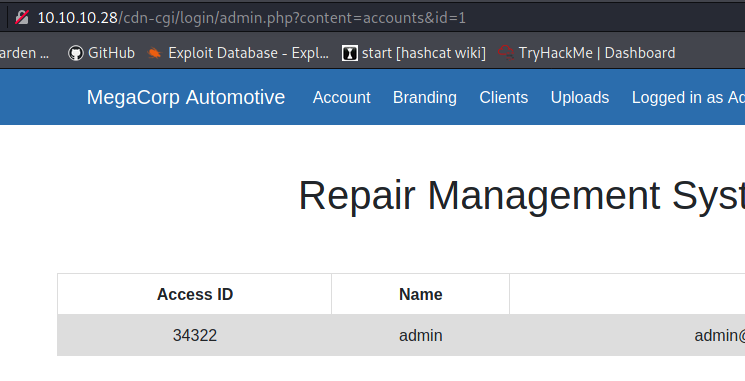 10.10.10.28/cdn-cgi/login/admin.php?content=accounts&id=1
arden ... GitHub Exploit Database - Expl... start [hashcat wiki] TryHackMe | Dashboard
MegaCorp Automotive Account Branding Clients Uploads Logged in as Ad
Repair Management Syst
Access ID Name
34322 admin admin@